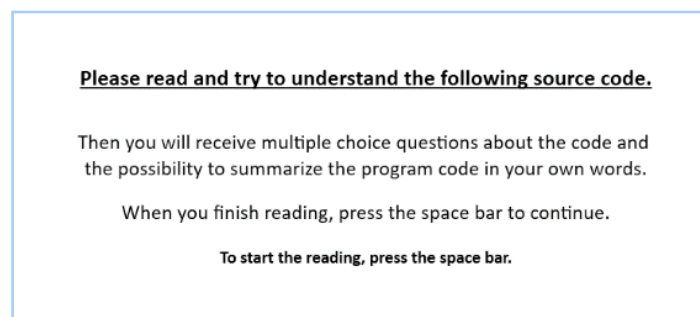 Please read and try to understand the following source code.
Then you will receive multiple choice questions about the code and
the possibility to summarize the program code in your own words.
When you finish reading, press the space bar to continue.
To start the reading, press the space bar.